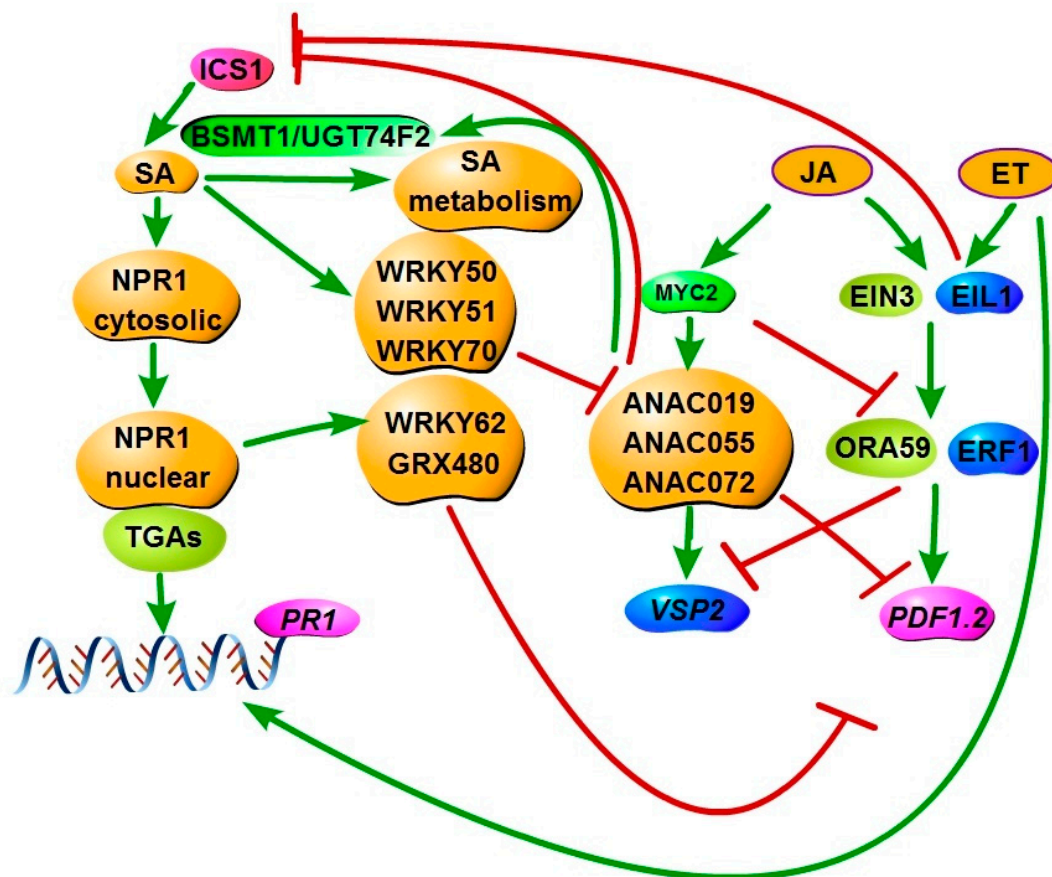 ICS1
BSMT1/UGT74F2
SA
SA
metabolism
JA
ET
NPR1
cytosolic
WRKY50
WRKY51
WRKY70
MYC2
EIN3
EIL1
NPR1
nuclear
WRKY62
GRX480
ANAC019
ANAC055
ANAC072
ORA59
ERF1
TGAs
PR1
VSP2
PDF1.2